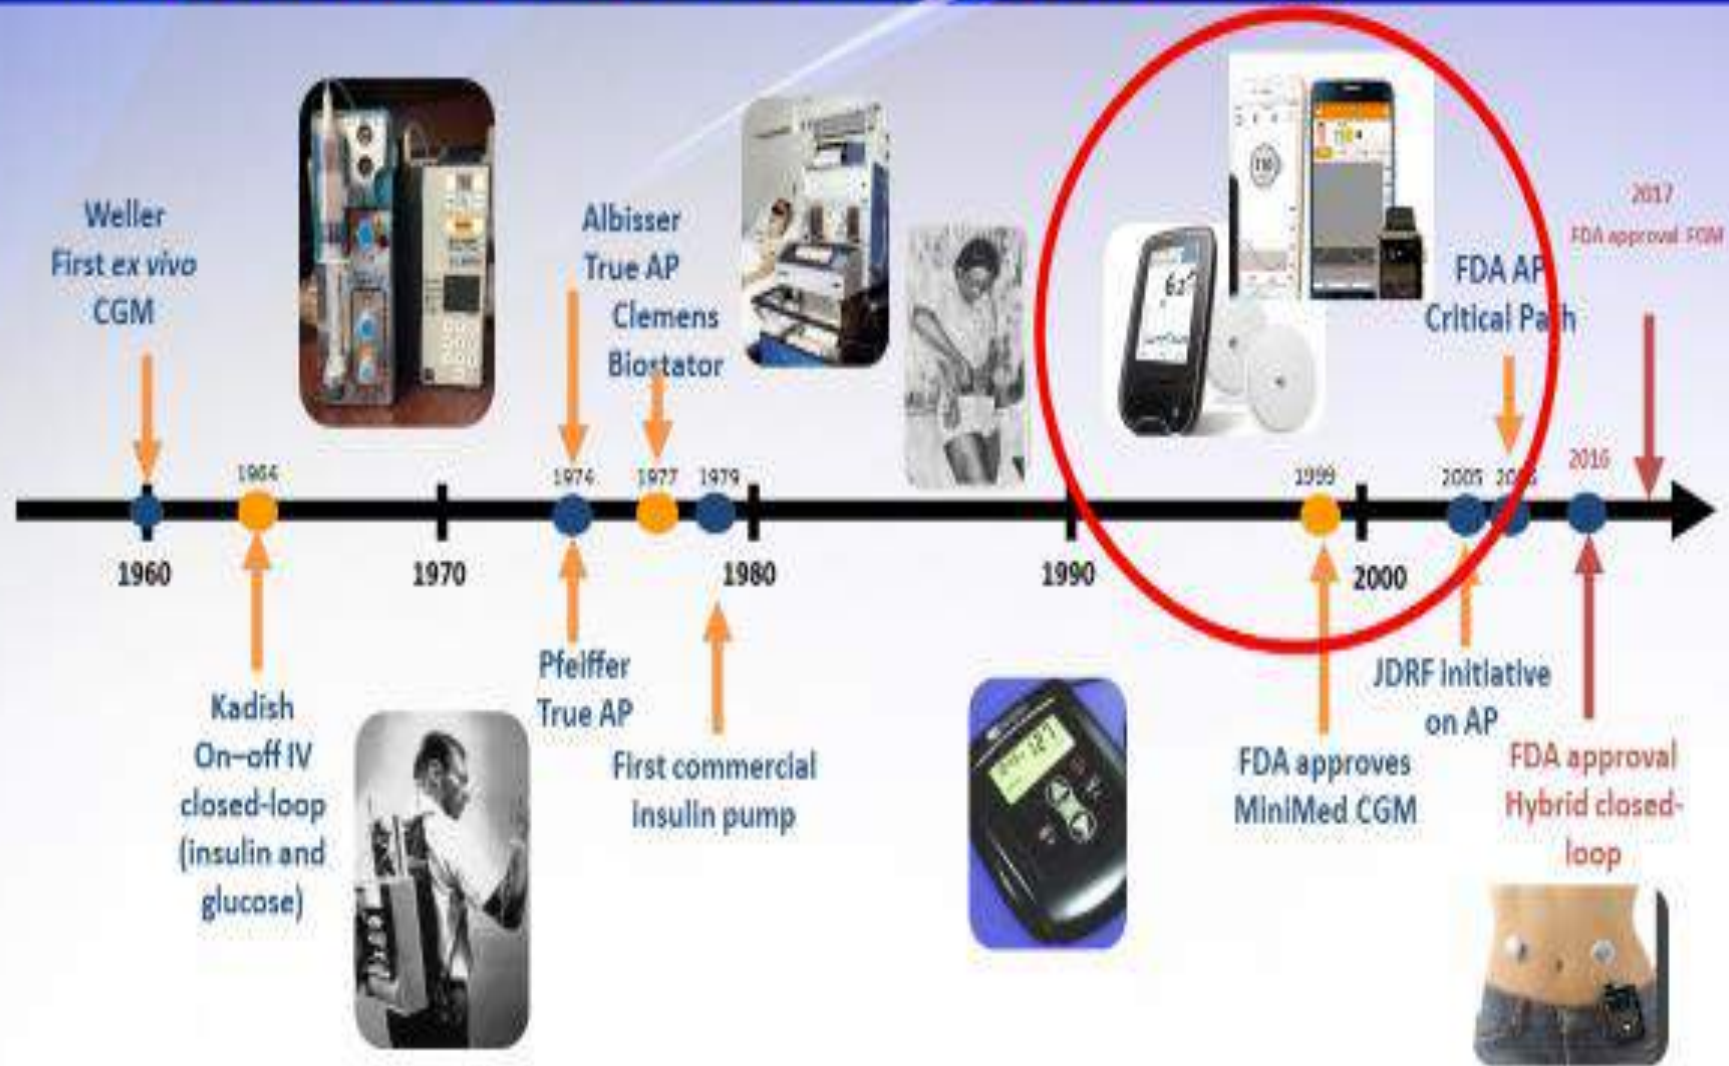 Weller
First ex vivo
CGM
Albisser
True AP
Clemens
Biostator
FDA AP
Critical Path
2017
FDA approval FGM
1964
1974
1977
1979
1999
2005
2016
1960
1970
1980
1990
2000
Kadish
On–off IV
closed-loop
(insulin and
glucose)
Pfeiffer
True AP
First commercial
insulin pump
FDA approves
MiniMed CGM
JDRF initiative
on AP
FDA approval
Hybrid closed-
loop